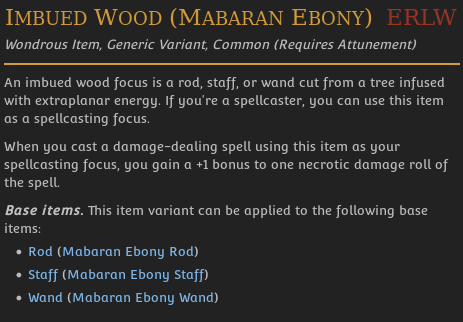 Imbued Wood (Mabaran Ebony) ERLW
Wondrous Item, Generic Variant, Common (Requires Attunement)
An imbued wood focus is a rod, staff, or wand cut from a tree infused
with extraplanar energy. If you're a spellcaster, you can use this item
as a spellcasting focus.
When you cast a damage-dealing spell using this item as your
spellcasting focus, you gain a +1 bonus to one necrotic damage roll of
the spell.
Base items. This item variant can be applied to the following base
items:
• Rod (Mabaran Ebony Rod)
• Staff (Mabaran Ebony Staff)
• Wand (Mabaran Ebony Wand)